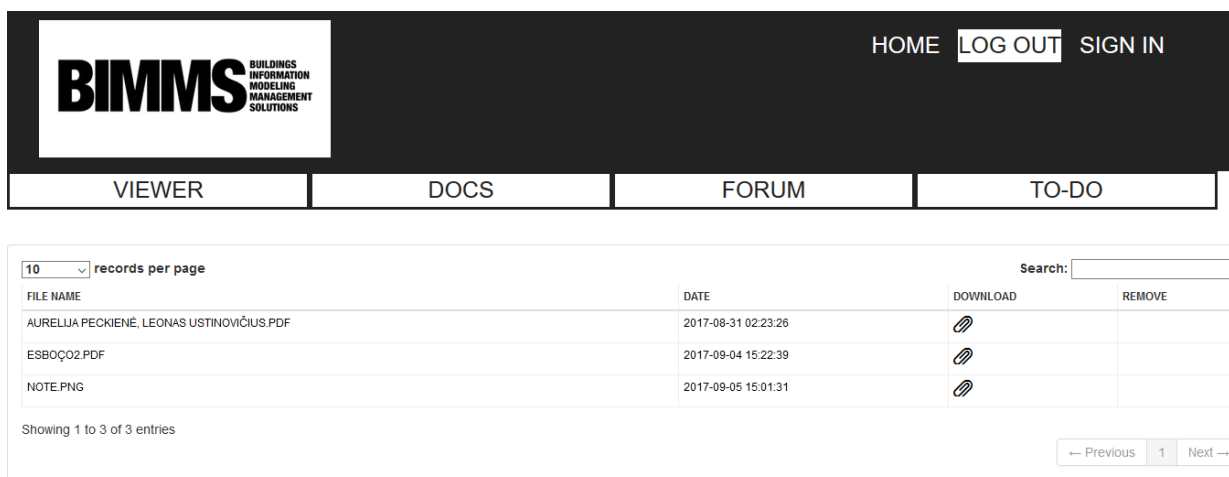 BIMMS
BUILDINGS
INFORMATION
MODELING
MANAGEMENT
SOLUTIONS
HOME LOG OUT SIGN IN
VIEWER DOCS FORUM TO-DO
10 records per page Search:
FILE NAME DATE DOWNLOAD REMOVE
AURELIJA PECKIENĖ, LEONAS USTINOVIČIUS.PDF 2017-08-31 02:23:26
ESBOÇO2.PDF 2017-09-04 15:22:39
NOTE.PNG 2017-09-05 15:01:31
Showing 1 to 3 of 3 entries
← Previous 1 Next →